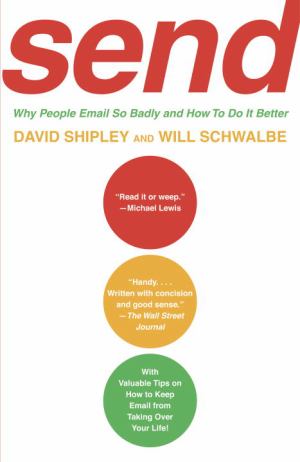 send
Why People Email So Badly and How To Do It Better
DAVID SHIPLEY AND WILL SCHWALBE
“Read it or weep.”
—Michael Lewis
“Handy. . . .
Written with concision
and good sense.”
—The Wall Street
Journal
With
Valuable Tips on
How to Keep
Email from
Taking Over
Your Life!